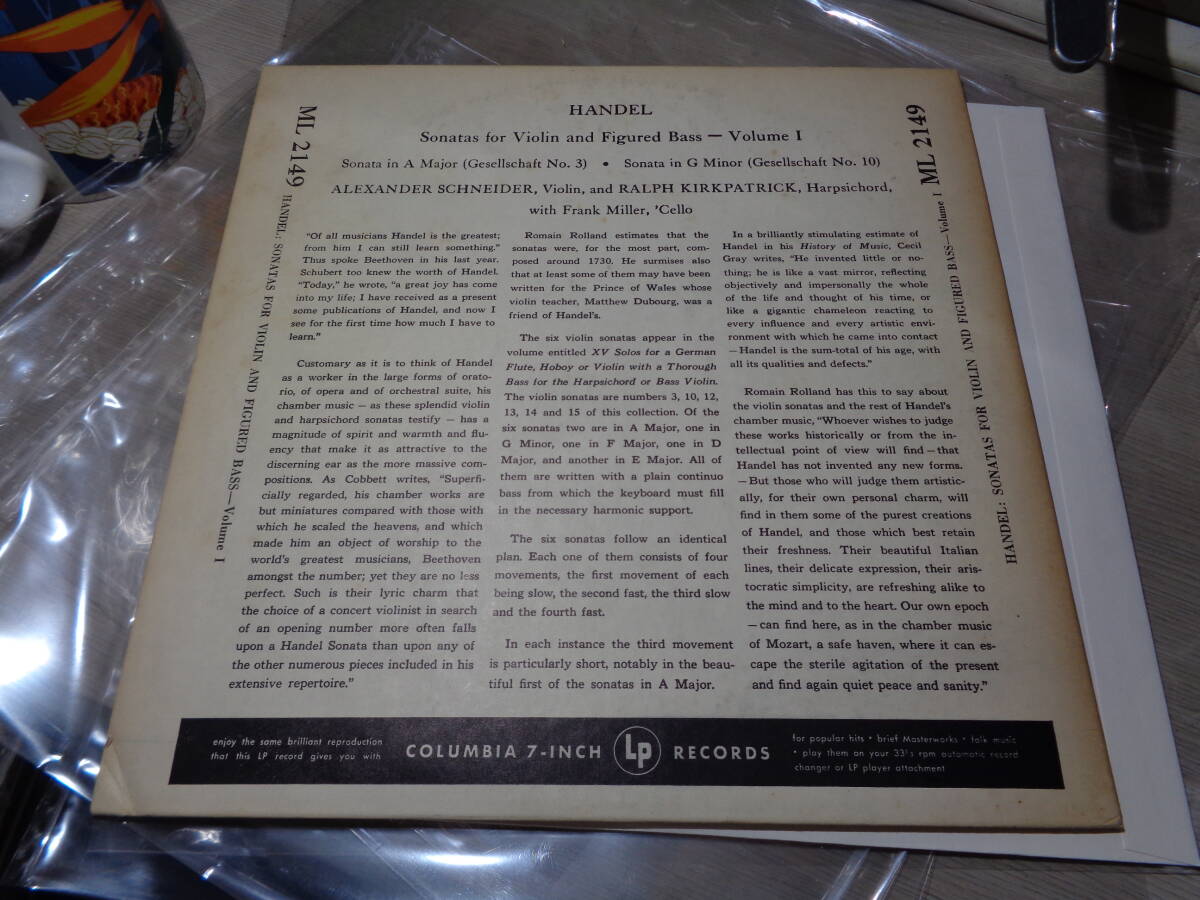 HANDEL
Sonatas for Violin and Figured Bass — Volume I
Sonata in A Major (Gesellschaft No. 3) • Sonata in G Minor (Gesellschaft No. 10)
ALEXANDER SCHNEIDER, Violin, and RALPH KIRKPATRICK, Harpsichord,
with Frank Miller, 'Cello
ML 2149
HANDEL: SONATAS FOR VIOLIN AND FIGURED BASS—Volume I
"Of all musicians Handel is the greatest;
from him I can still learn something."
Thus spoke Beethoven in his last year.
Schubert too knew the worth of Handel.
"Today," he wrote, "a great joy has come
into my life; I have received as a present
some publications of Handel, and now I
see for the first time how much I have to
learn."
Customary as it is to think of Handel
as a worker in the large forms of orato-
rio, of opera and of orchestral suite, his
chamber music — as these splendid violin
and harpsichord sonatas testify — has a
magnitude of spirit and warmth and flu-
ency that make it as attractive to the
discerning ear as the more massive com-
positions. As Cobbett writes, "Superfi-
cially regarded, his chamber works are
but miniatures compared with those with
which he scaled the heavens, and which
made him an object of worship to the
world's greatest musicians, Beethoven
amongst the number; yet they are no less
perfect. Such is their lyric charm that
the choice of a concert violinist in search
of an opening number more often falls
upon a Handel Sonata than upon any of
the other numerous pieces included in his
extensive repertoire."
Romain Rolland estimates that the
sonatas were, for the most part, com-
posed around 1730. He surmises also
that at least some of them may have been
written for the Prince of Wales whose
violin teacher, Matthew Dubourg, was a
friend of Handel's.
The six violin sonatas appear in the
volume entitled XV Solos for a German
Flute, Hoboy or Violin with a Thorough
Bass for the Harpsichord or Bass Violin.
The violin sonatas are numbers 3, 10, 12,
13, 14 and 15 of this collection. Of the
six sonatas two are in A Major, one in
G Minor, one in F Major, one in D
Major, and another in E Major. All of
them are written with a plain continuo
bass from which the keyboard must fill
in the necessary harmonic support.
The six sonatas follow an identical
plan. Each one of them consists of four
movements, the first movement of each
being slow, the second fast, the third slow
and the fourth fast.
In each instance the third movement
is particularly short, notably in the beau-
tiful first of the sonatas in A Major.
In a brilliantly stimulating estimate of
Handel in his History of Music, Cecil
Gray writes, "He invented little or no-
thing; he is like a vast mirror, reflecting
objectively and impersonally the whole
of the life and thought of his time, or
like a gigantic chameleon reacting to
every influence and every artistic envi-
ronment with which he came into contact
—Handel is the sum-total of his age, with
all its qualities and defects."
Romain Rolland has this to say about
the violin sonatas and the rest of Handel's
chamber music, "Whoever wishes to judge
these works historically or from the in-
tellectual point of view will find—that
Handel has not invented any new forms.
—But those who will judge them artistic-
ally, for their own personal charm, will
find in them some of the purest creations
of Handel, and those which best retain
their freshness. Their beautiful Italian
lines, their delicate expression, their aris-
tocratic simplicity, are refreshing alike to
the mind and to the heart. Our own epoch
—can find here, as in the chamber music
of Mozart, a safe haven, where it can es-
cape the sterile agitation of the present
and find again quiet peace and sanity."
ML 2149
HANDEL: SONATAS FOR VIOLIN AND FIGURED BASS—Volume I
enjoy the same brilliant reproduction
that this LP record gives you with
COLUMBIA 7-INCH Lp RECORDS
for popular hits • brief Masterworks • folk music
• play them on your 33⅓ rpm automatic record
changer or LP player attachment